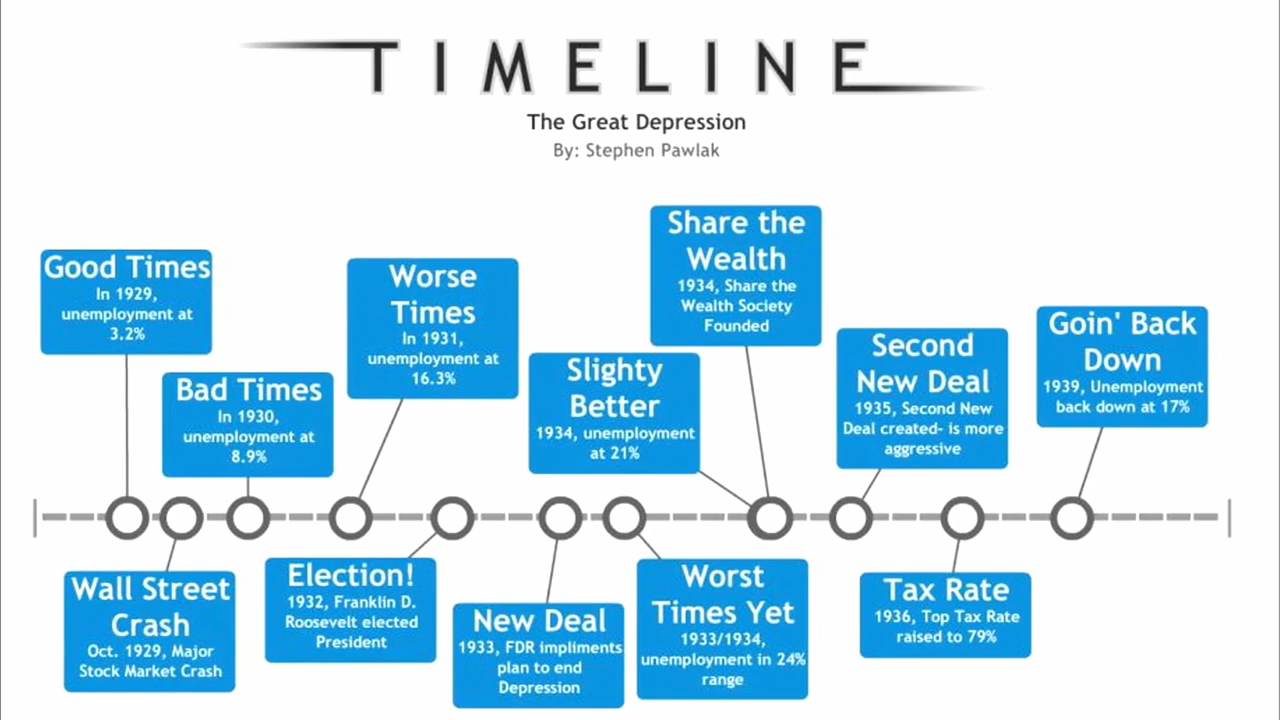 TIMELINE
The Great Depression
By: Stephen Pawlak
Good Times
In 1929,
unemployment at
3.2%
Wall Street
Crash
Oct. 1929, Major
Stock Market Crash
Bad Times
In 1930,
unemployment at
8.9%
Worse
Times
In 1931,
unemployment at
16.3%
Election!
1932, Franklin D.
Roosevelt elected
President
New Deal
1933, FDR impliments
plan to end
Depression
Worst
Times Yet
1933/1934,
unemployment in 24%
range
Slighty
Better
1934, unemployment
at 21%
Share the
Wealth
1934, Share the
Wealth Society
Founded
Second
New Deal
1935, Second New
Deal created- is more
aggressive
Tax Rate
1936, Top Tax Rate
raised to 79%
Goin' Back
Down
1939, Unemployment
back down at 17%